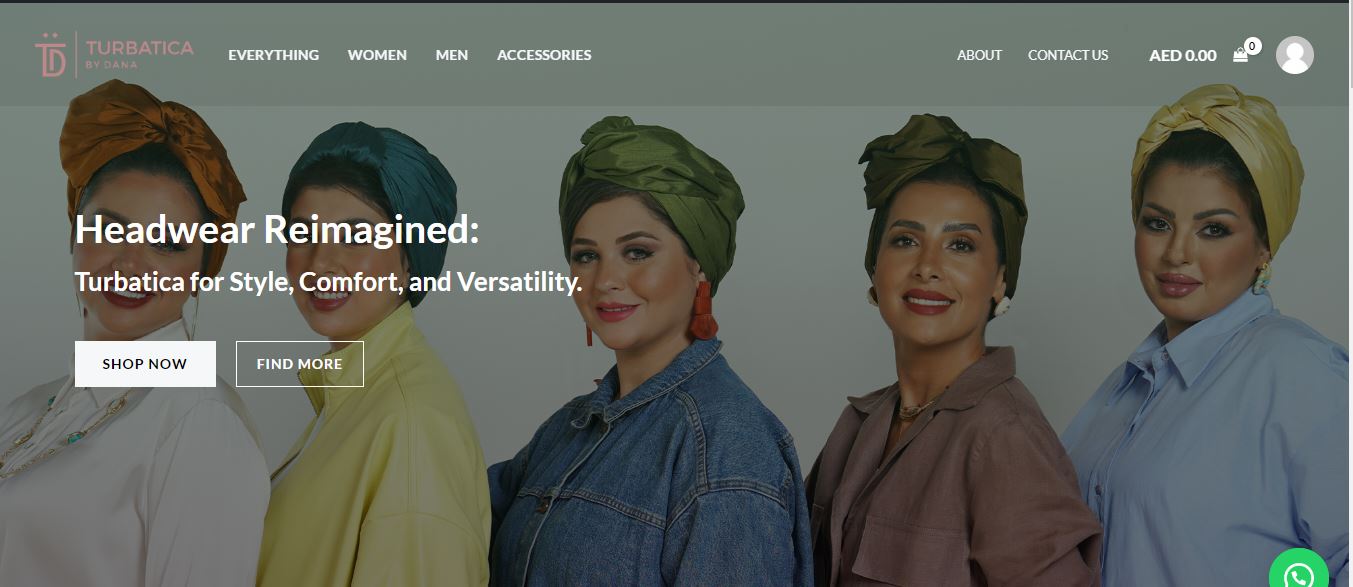 TD
TURBATICA
BY DANA
EVERYTHING WOMEN MEN ACCESSORIES ABOUT CONTACT US AED 0.00 0
Headwear Reimagined:
Turbatica for Style, Comfort, and Versatility.
SHOP NOW FIND MORE